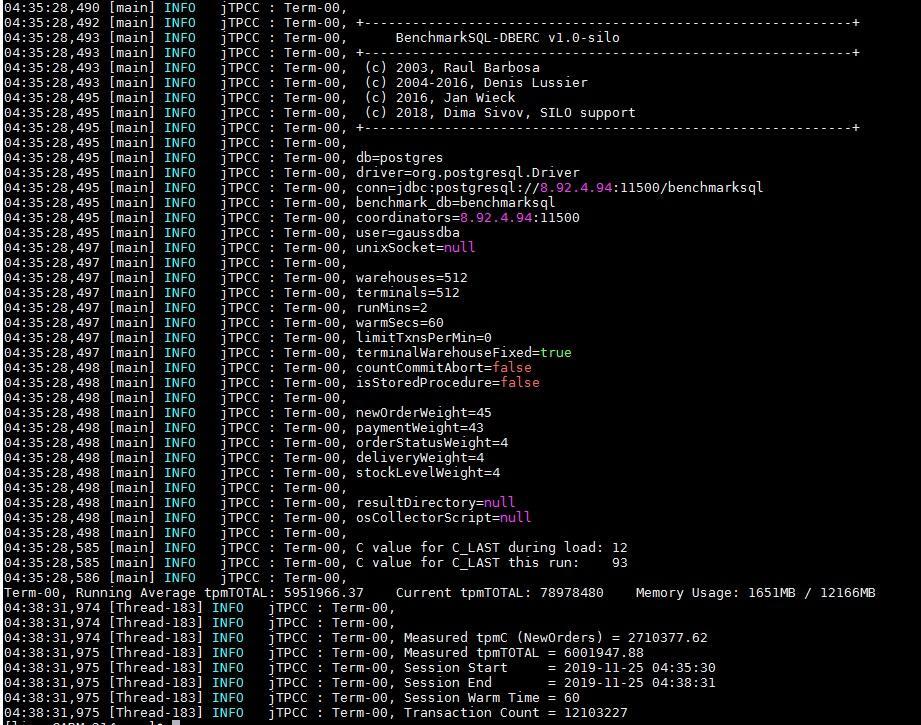 04:35:28,490 [main] INFO   jTPCC : Term-00,
04:35:28,492 [main] INFO   jTPCC : Term-00, +-------------------------------------------------------------+
04:35:28,493 [main] INFO   jTPCC : Term-00,      BenchmarkSQL-DBERC v1.0-silo
04:35:28,493 [main] INFO   jTPCC : Term-00, +-------------------------------------------------------------+
04:35:28,493 [main] INFO   jTPCC : Term-00,  (c) 2003, Raul Barbosa
04:35:28,493 [main] INFO   jTPCC : Term-00,  (c) 2004-2016, Denis Lussier
04:35:28,495 [main] INFO   jTPCC : Term-00,  (c) 2016, Jan Wieck
04:35:28,495 [main] INFO   jTPCC : Term-00,  (c) 2018, Dima Sivov, SILO support
04:35:28,495 [main] INFO   jTPCC : Term-00, +-------------------------------------------------------------+
04:35:28,495 [main] INFO   jTPCC : Term-00,
04:35:28,495 [main] INFO   jTPCC : Term-00, db=postgres
04:35:28,495 [main] INFO   jTPCC : Term-00, driver=org.postgresql.Driver
04:35:28,495 [main] INFO   jTPCC : Term-00, conn=jdbc:postgresql://8.92.4.94:11500/benchmarksql
04:35:28,495 [main] INFO   jTPCC : Term-00, benchmark_db=benchmarksql
04:35:28,495 [main] INFO   jTPCC : Term-00, coordinators=8.92.4.94:11500
04:35:28,495 [main] INFO   jTPCC : Term-00, user=gaussdba
04:35:28,495 [main] INFO   jTPCC : Term-00, unixSocket=null
04:35:28,497 [main] INFO   jTPCC : Term-00,
04:35:28,497 [main] INFO   jTPCC : Term-00, warehouses=512
04:35:28,497 [main] INFO   jTPCC : Term-00, terminals=512
04:35:28,497 [main] INFO   jTPCC : Term-00, runMins=2
04:35:28,497 [main] INFO   jTPCC : Term-00, warmSecs=60
04:35:28,497 [main] INFO   jTPCC : Term-00, limitTxnsPerMin=0
04:35:28,497 [main] INFO   jTPCC : Term-00, terminalWarehouseFixed=true
04:35:28,498 [main] INFO   jTPCC : Term-00, countCommitAbort=false
04:35:28,498 [main] INFO   jTPCC : Term-00, isStoredProcedure=false
04:35:28,498 [main] INFO   jTPCC : Term-00,
04:35:28,498 [main] INFO   jTPCC : Term-00, newOrderWeight=45
04:35:28,498 [main] INFO   jTPCC : Term-00, paymentWeight=43
04:35:28,498 [main] INFO   jTPCC : Term-00, orderStatusWeight=4
04:35:28,498 [main] INFO   jTPCC : Term-00, deliveryWeight=4
04:35:28,498 [main] INFO   jTPCC : Term-00, stockLevelWeight=4
04:35:28,498 [main] INFO   jTPCC : Term-00,
04:35:28,498 [main] INFO   jTPCC : Term-00, resultDirectory=null
04:35:28,498 [main] INFO   jTPCC : Term-00, osCollectorScript=null
04:35:28,498 [main] INFO   jTPCC : Term-00,
04:35:28,585 [main] INFO   jTPCC : Term-00, C value for C_LAST during load: 12
04:35:28,585 [main] INFO   jTPCC : Term-00, C value for C_LAST this run:    93
04:35:28,586 [main] INFO   jTPCC : Term-00,
Term-00, Running Average tpmTOTAL: 5951966.37    Current tpmTOTAL: 78978480    Memory Usage: 1651MB / 12166MB
04:38:31,974 [Thread-183] INFO   jTPCC : Term-00,
04:38:31,974 [Thread-183] INFO   jTPCC : Term-00,
04:38:31,974 [Thread-183] INFO   jTPCC : Term-00, Measured tpmC (NewOrders) = 2710377.62
04:38:31,975 [Thread-183] INFO   jTPCC : Term-00, Measured tpmTOTAL = 6001947.88
04:38:31,975 [Thread-183] INFO   jTPCC : Term-00, Session Start     = 2019-11-25 04:35:30
04:38:31,975 [Thread-183] INFO   jTPCC : Term-00, Session End       = 2019-11-25 04:38:31
04:38:31,975 [Thread-183] INFO   jTPCC : Term-00, Session Warm Time = 60
04:38:31,975 [Thread-183] INFO   jTPCC : Term-00, Transaction Count = 12103227